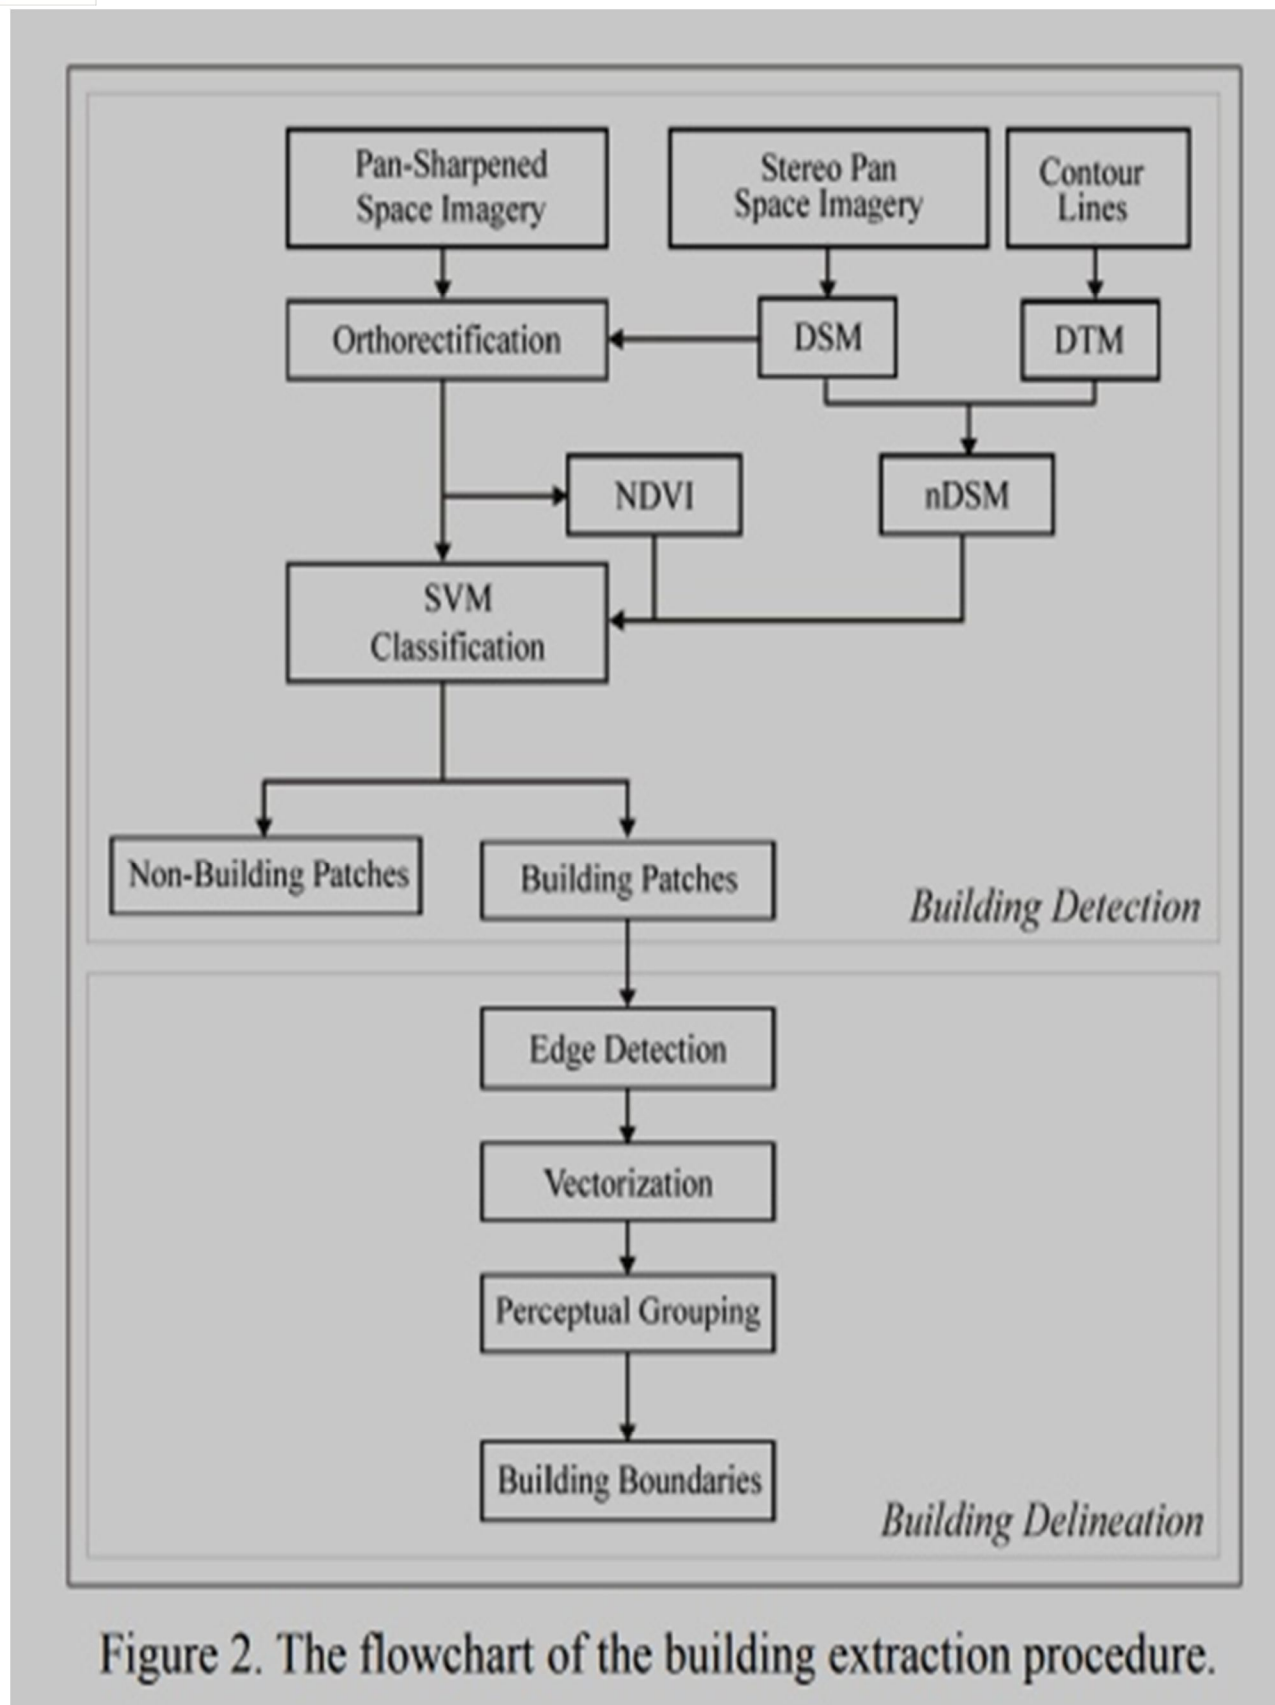 Pan-Sharpened
Space Imagery
Stereo Pan
Space Imagery
Contour
Lines
Orthorectification
DSM
DTM
NDVI
nDSM
SVM
Classification
Non-Building Patches
Building Patches
Building Detection
Edge Detection
Vectorization
Perceptual Grouping
Building Boundaries
Building Delineation
Figure 2. The flowchart of the building extraction procedure.